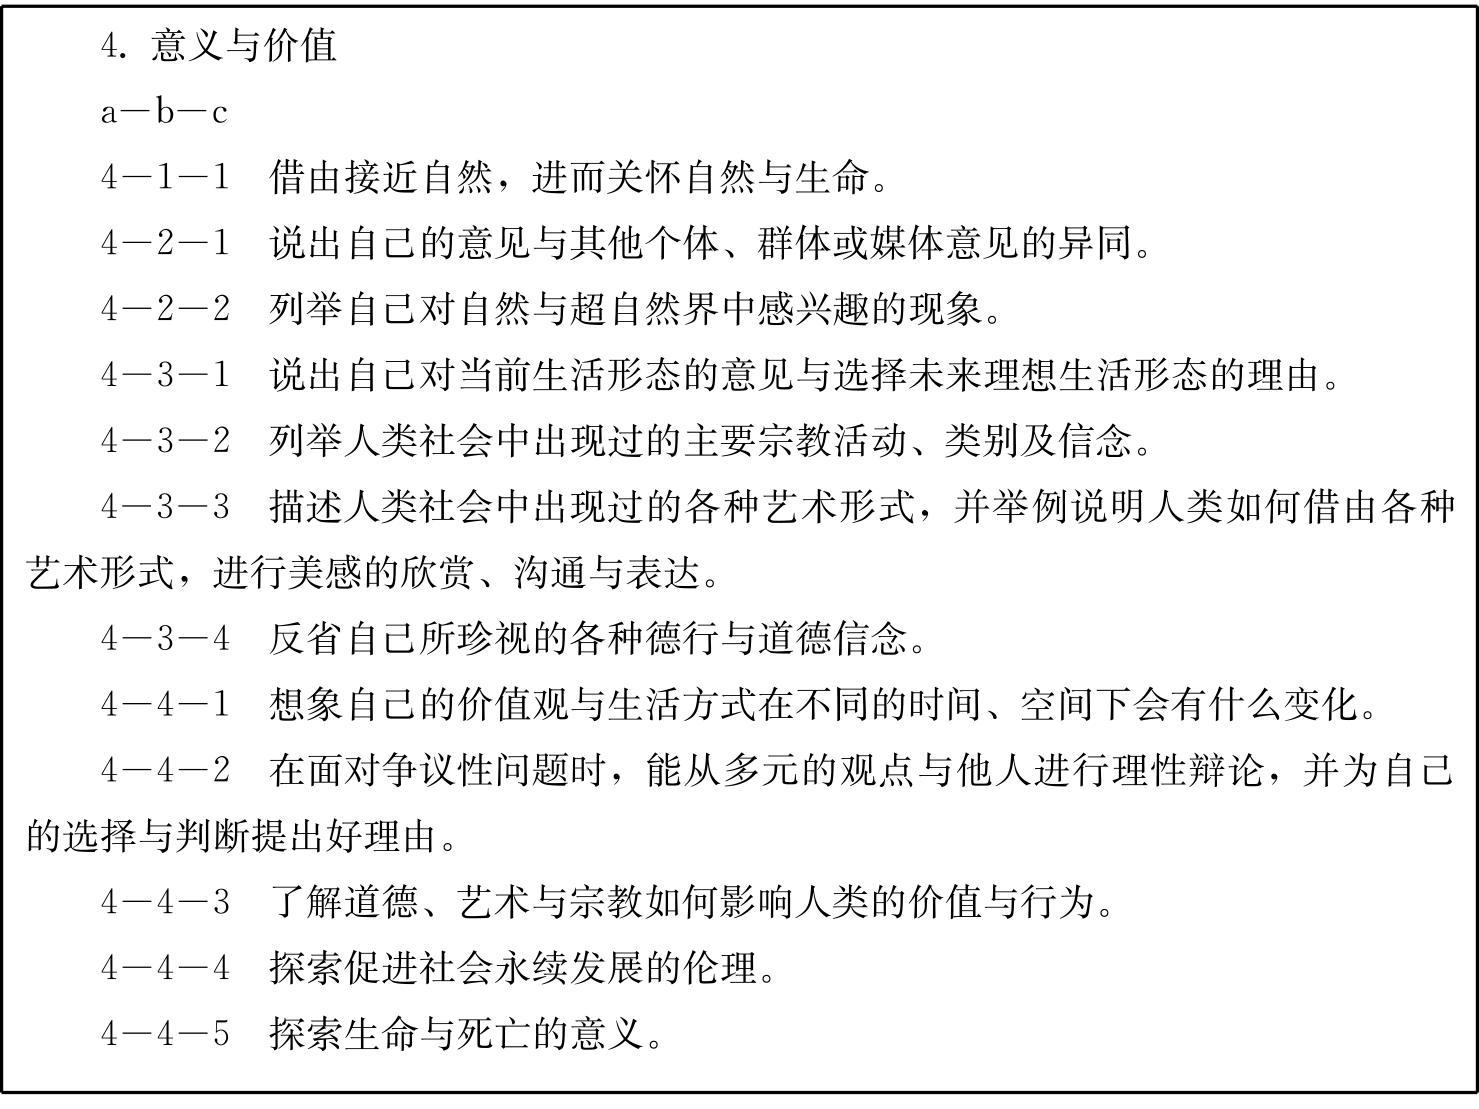 4. 意义与价值
a－b－c
4－1－1 借由接近自然，进而关怀自然与生命。
4－2－1 说出自己的意见与其他个体、群体或媒体意见的异同。
4－2－2 列举自己对自然与超自然界中感兴趣的现象。
4－3－1 说出自己对当前生活形态的意见与选择未来理想生活形态的理由。
4－3－2 列举人类社会中出现过的主要宗教活动、类别及信念。
4－3－3 描述人类社会中出现过的各种艺术形式，并举例说明人类如何借由各种
艺术形式，进行美感的欣赏、沟通与表达。
4－3－4 反省自己所珍视的各种德行与道德信念。
4－4－1 想象自己的价值观与生活方式在不同的时间、空间下会有什么变化。
4－4－2 在面对争议性问题时，能从多元的观点与他人进行理性辩论，并为自己
的选择与判断提出好理由。
4－4－3 了解道德、艺术与宗教如何影响人类的价值与行为。
4－4－4 探索促进社会永续发展的伦理。
4－4－5 探索生命与死亡的意义。